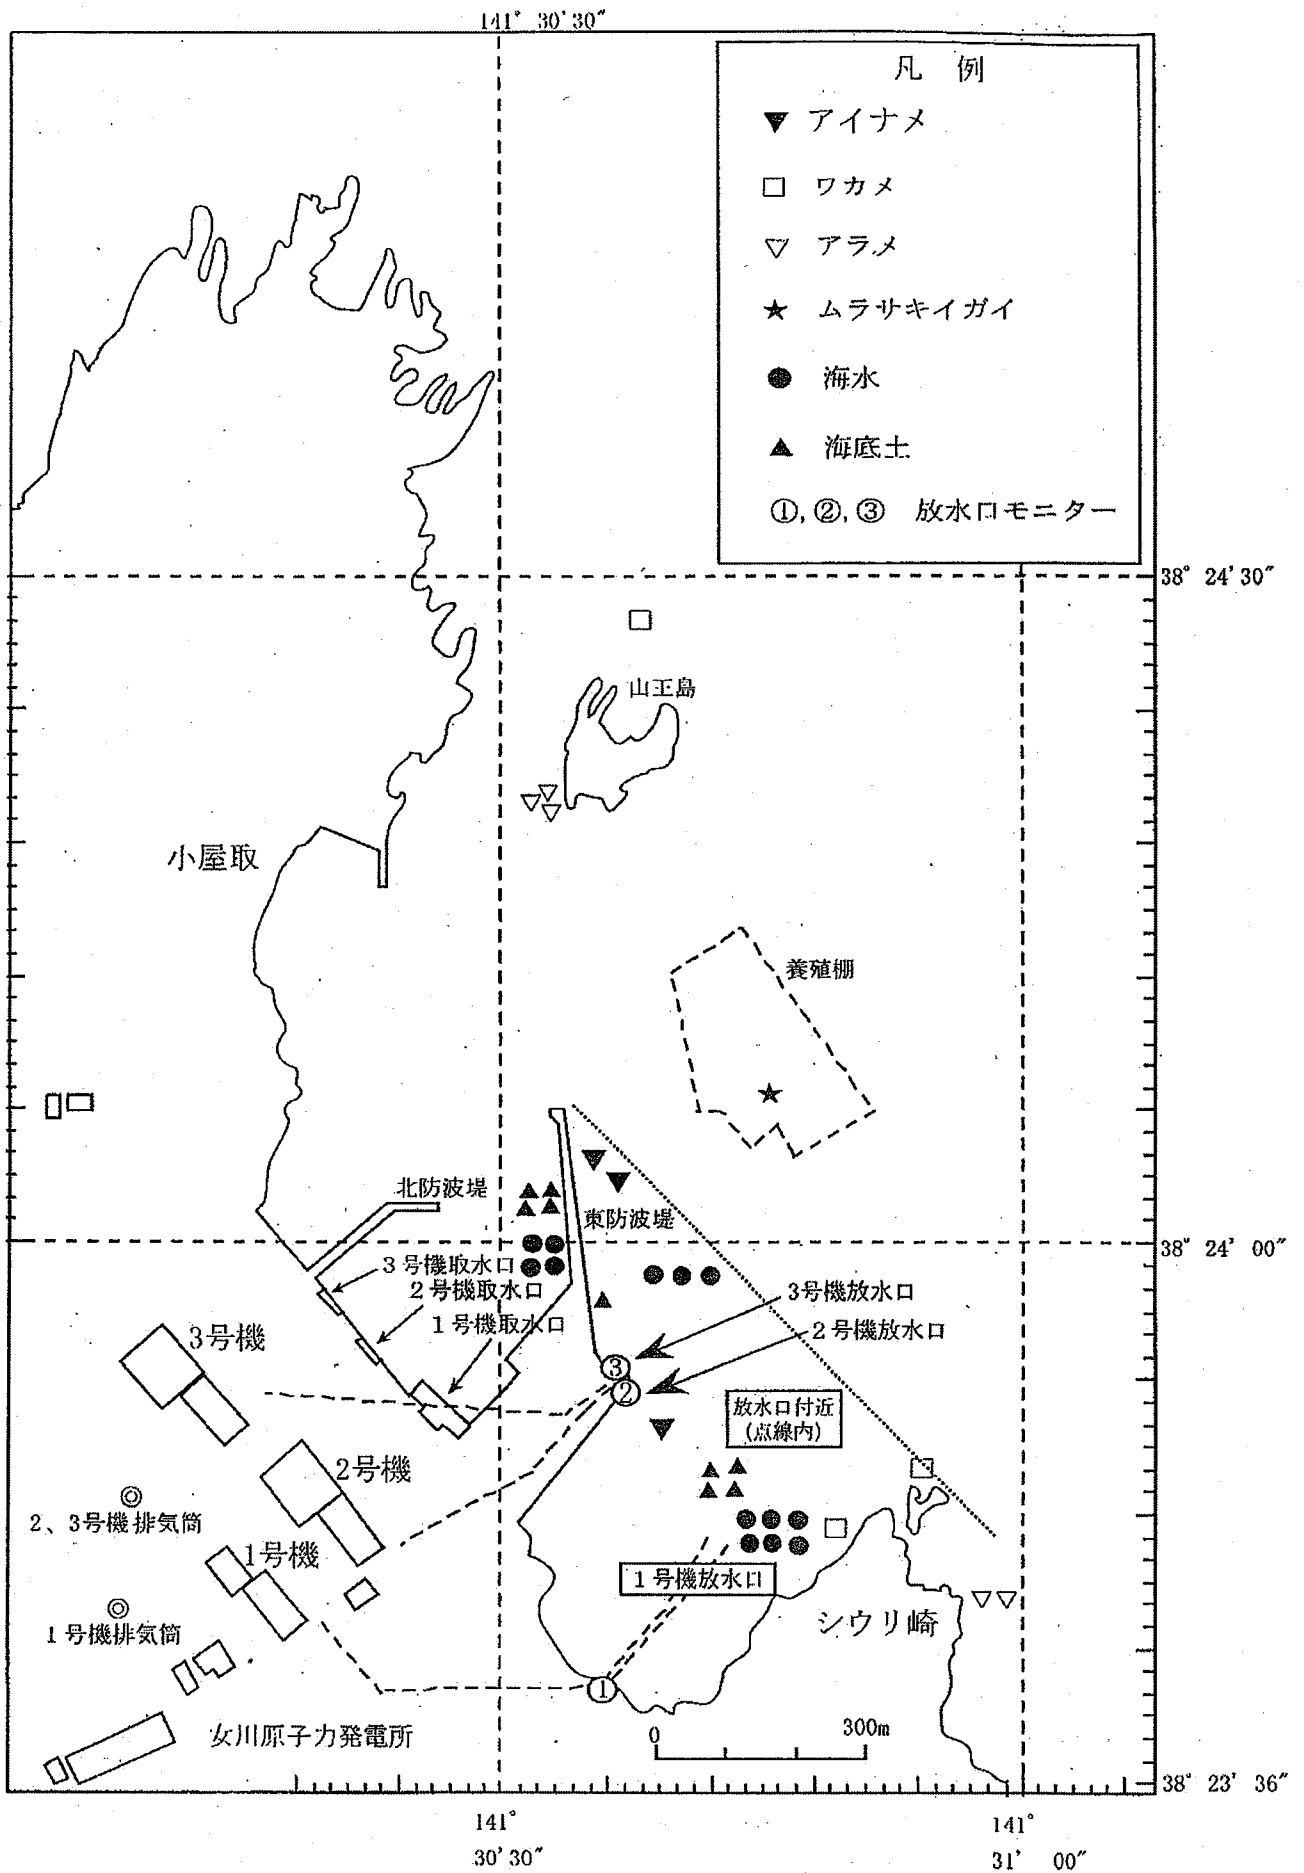 141° 30′30″
凡 例
アイナメ
ワカメ
アラメ
ムラサキイガイ
海水
海底土
①,②,③ 放水口モニター
38° 24′30″
山王島
小屋取
養殖棚
北防波堤
東防波堤
38° 24′ 00″
3号機取水口
2号機取水口
1号機取水口
3号機放水口
2号機放水口
3号機
③
②
放水口付近
(点線内)
2号機
2、3号機排気筒
1号機
1号機放水口
シウリ崎
1号機排気筒
①
女川原子力発電所
0 300m
38° 23′ 36″
141°
30′30″
141°
31′ 00″